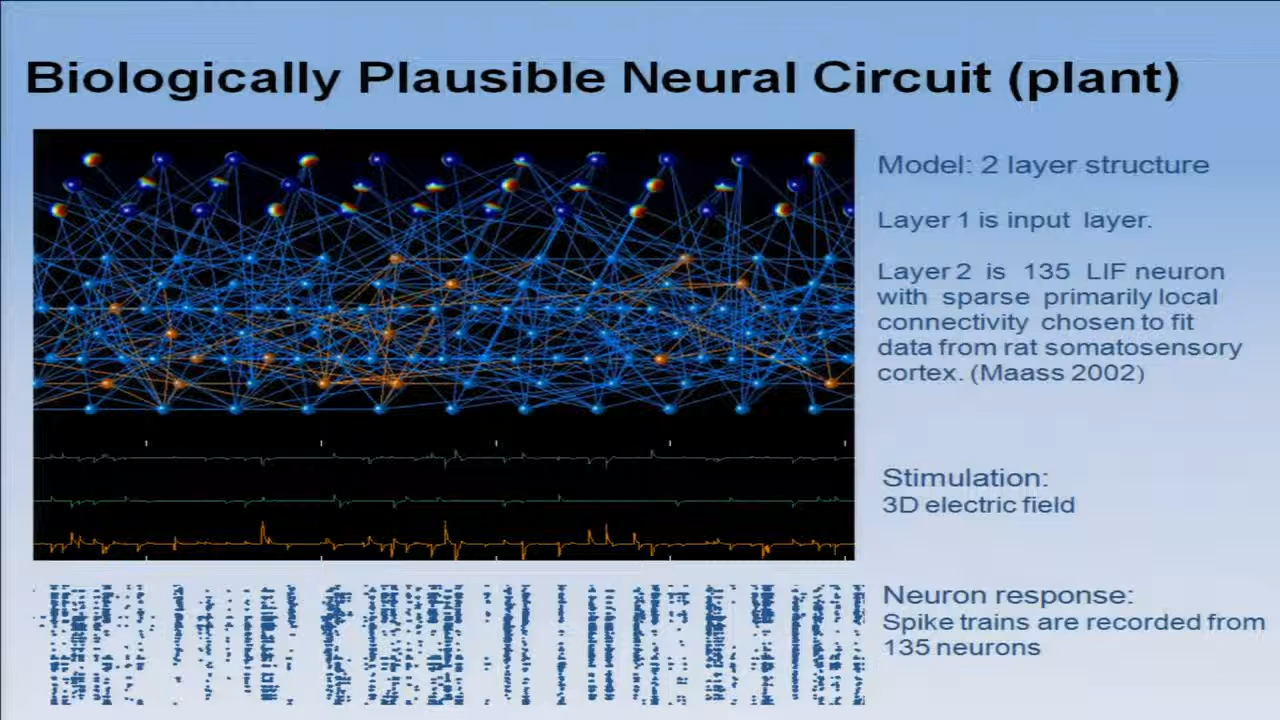 Biologically Plausible Neural Circuit (plant)
Model: 2 layer structure
Layer 1 is input layer.
Layer 2 is 135 LIF neuron
with sparse primarily local
connectivity chosen to fit
data from rat somatosensory
cortex. (Maass 2002)
Stimulation:
3D electric field
Neuron response:
Spike trains are recorded from
135 neurons